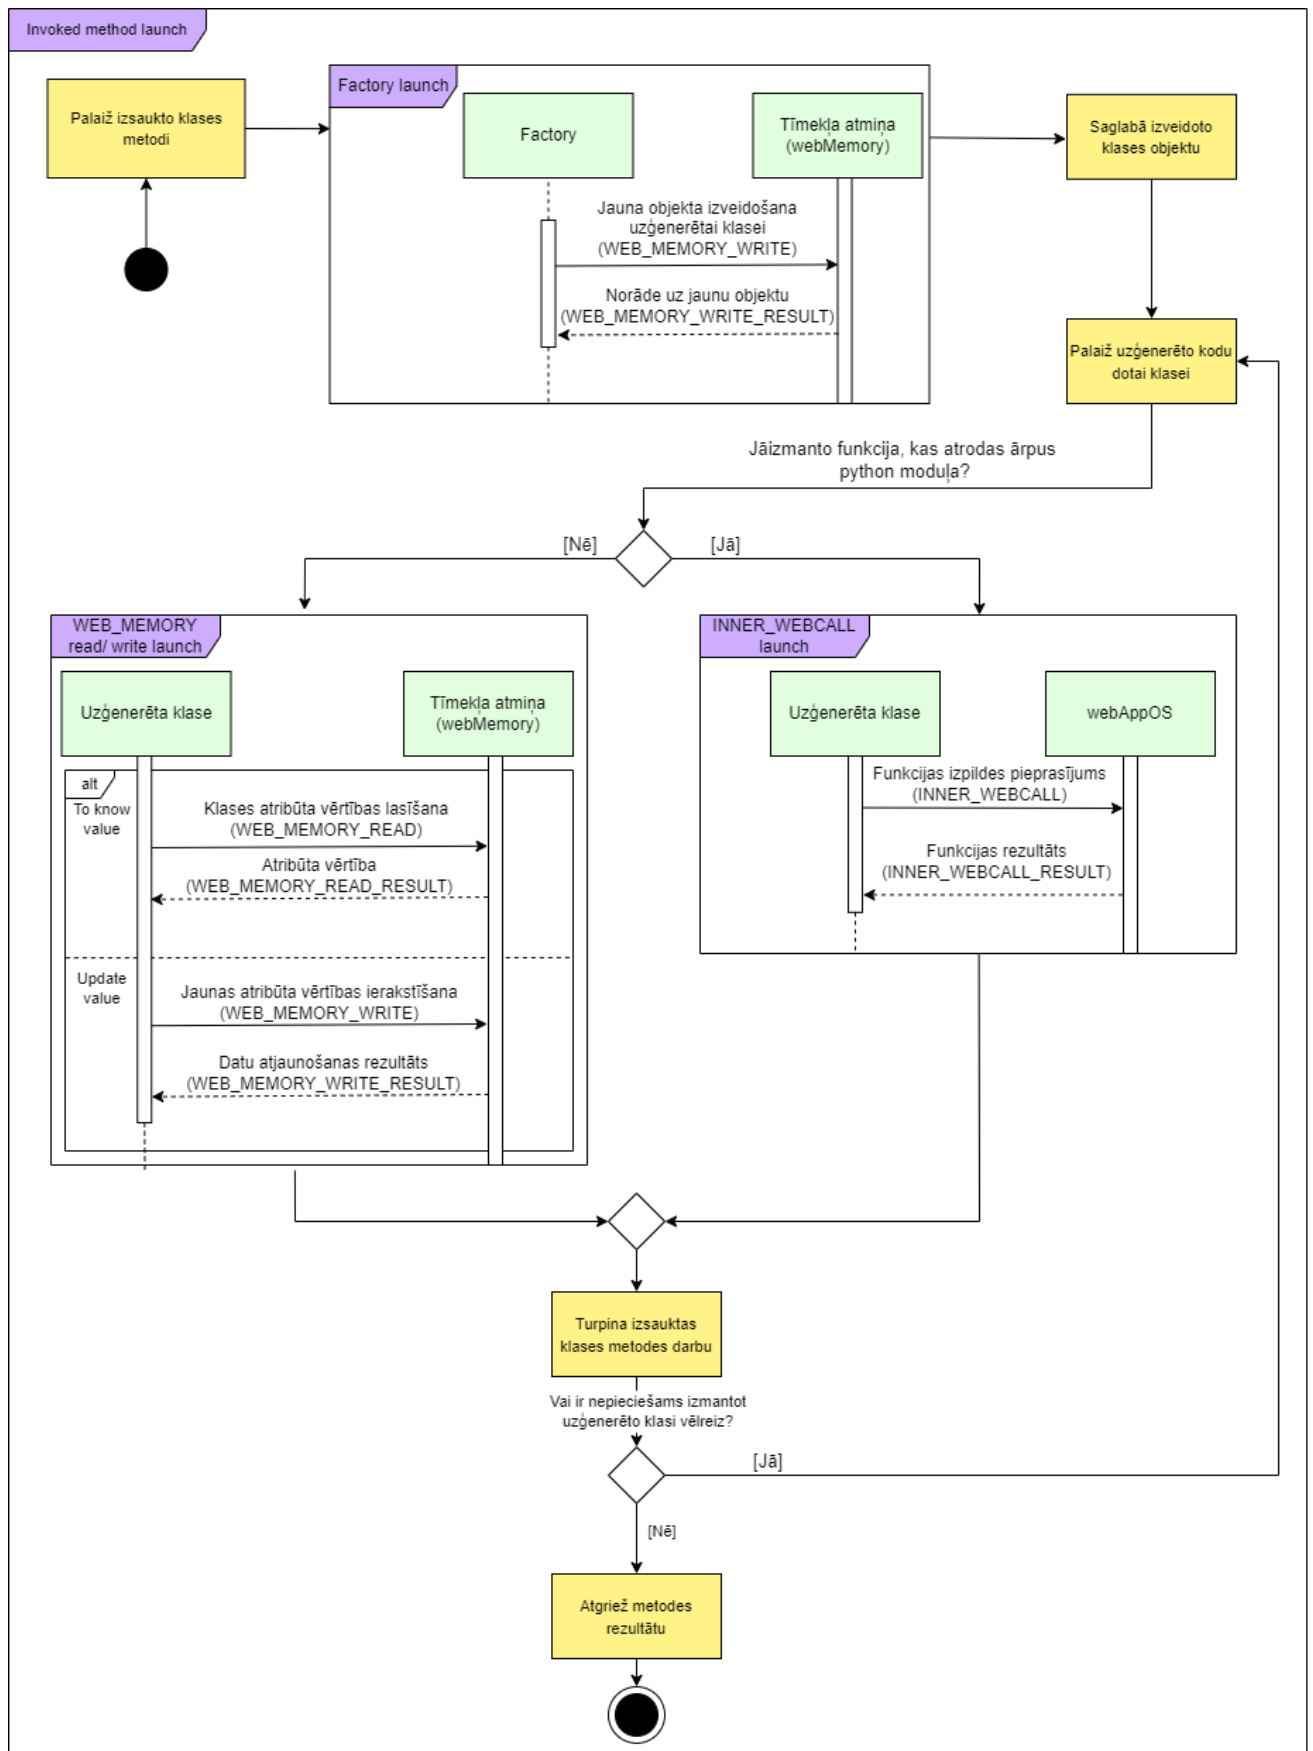 Invoked method launch
Palaiž izsaukto klases
metodi
Factory launch
Factory
Tīmekļa atmiņa
(webMemory)
Jauna objekta izveidošana
uzģenerētai klasei
(WEB_MEMORY_WRITE)
Norāde uz jaunu objektu
(WEB_MEMORY_WRITE_RESULT)
Saglabā izveidoto
klases objektu
Palaiž uzģenerēto kodu
dotai klasei
Jāizmanto funkcija, kas atrodas ārpus
python moduļa?
[Nē]
[Jā]
WEB_MEMORY
read/ write launch
Uzģenerēta klase
Tīmekļa atmiņa
(webMemory)
alt
To know
value
Klases atribūta vērtības lasīšana
(WEB_MEMORY_READ)
Atribūta vērtība
(WEB_MEMORY_READ_RESULT)
Update
value
Jaunas atribūta vērtības ierakstīšana
(WEB_MEMORY_WRITE)
Datu atjaunošanas rezultāts
(WEB_MEMORY_WRITE_RESULT)
INNER_WEBCALL
launch
Uzģenerēta klase
webAppOS
Funkcijas izpildes pieprasījums
(INNER_WEBCALL)
Funkcijas rezultāts
(INNER_WEBCALL_RESULT)
Turpina izsauktas
klases metodes darbu
Vai ir nepieciešams izmantot
uzģenerēto klasi vēlreiz?
[Jā]
[Nē]
Atgriež metodes
rezultātu